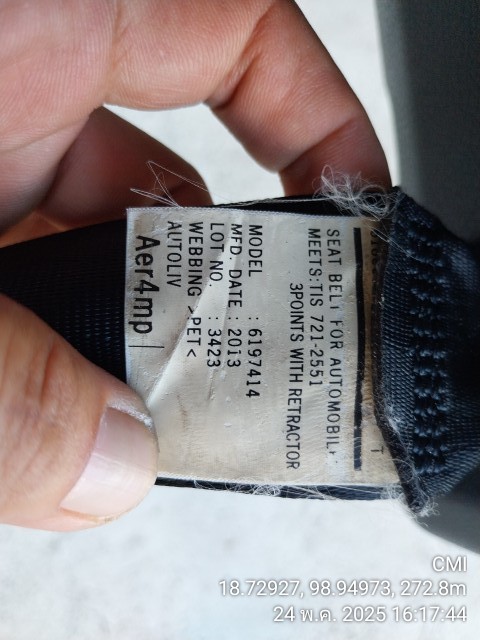 SEAT BELT FOR AUTOMOBIL
MEETS:TIS 721-2551
3POINTS WITH RETRACTOR
MODEL : 6197414
MFD. DATE : 2013
LOT NO. : 3423
WEBBING >PET<
AUTOLIV
Aer4mp
CMI
18.72927, 98.94973, 272.8m
24 พ.ค. 2025 16:17:44